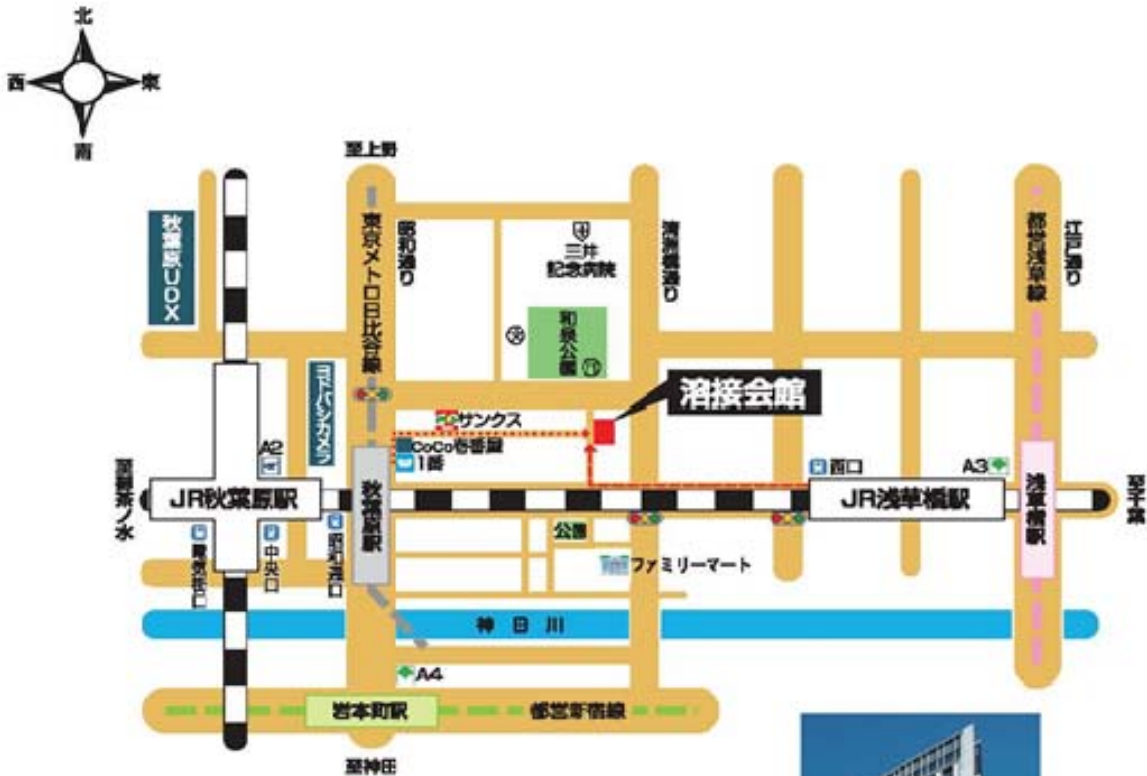 北
西
東
南
至上野
秋葉原UDX
東京メトロ日比谷線
昭和通り
三井
記念病院
清洲橋通り
都営浅草線
江戸通り
和泉公園
溶接会館
ヨドバシカメラ
サンクス
CoCo壱番屋
1番
A2
西口
A3
至御茶ノ水
JR秋葉原駅
秋葉原駅
JR浅草橋駅
浅草橋駅
至千葉
電気街口
中央口
昭和通口
公園
ファミリーマート
神田川
A4
岩本町駅
都営新宿線
至神田